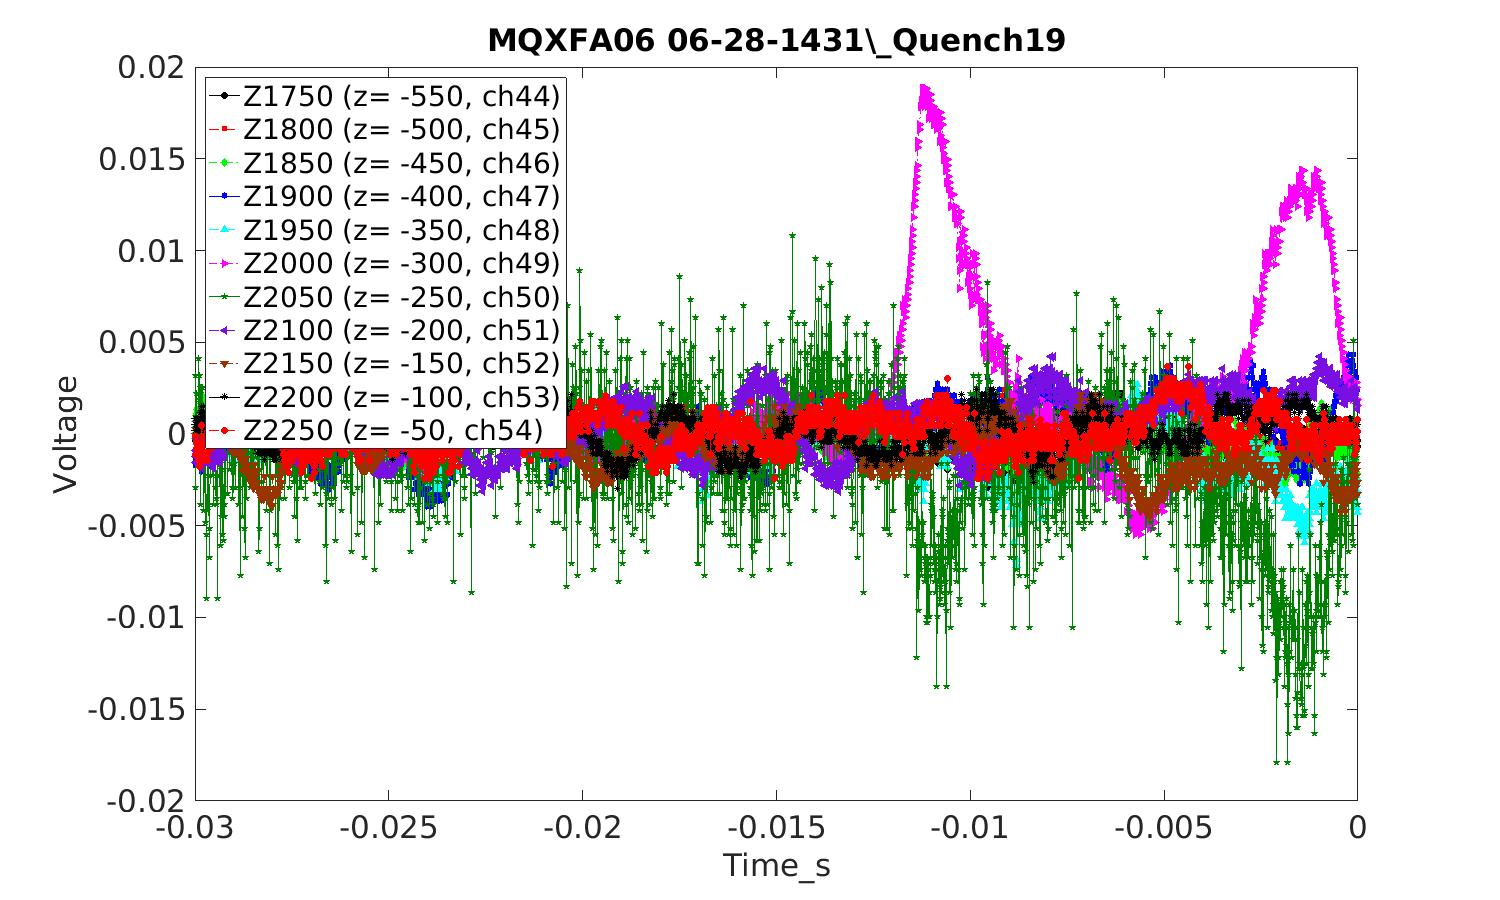 MQXFA06 06-28-1431\_Quench19
0.02
0.015
0.01
0.005
0
-0.005
-0.01
-0.015
-0.02
Voltage
Z1750 (z= -550, ch44)
Z1800 (z= -500, ch45)
Z1850 (z= -450, ch46)
Z1900 (z= -400, ch47)
Z1950 (z= -350, ch48)
Z2000 (z= -300, ch49)
Z2050 (z= -250, ch50)
Z2100 (z= -200, ch51)
Z2150 (z= -150, ch52)
Z2200 (z= -100, ch53)
Z2250 (z= -50, ch54)
-0.03 -0.025 -0.02 -0.015 -0.01 -0.005 0
Time_s